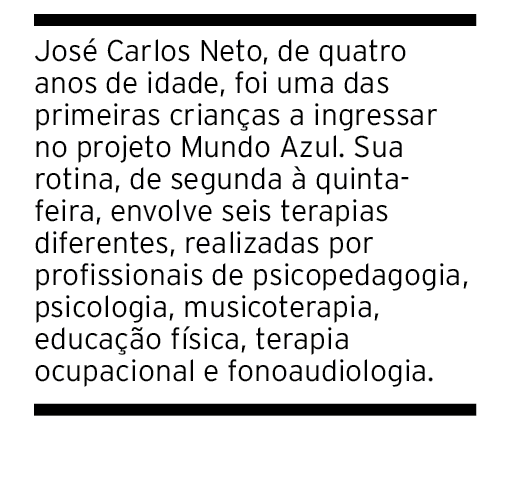 José Carlos Neto, de quatro
anos de idade, foi uma das
primeiras crianças a ingressar
no projeto Mundo Azul. Sua
rotina, de segunda à quinta-
feira, envolve seis terapias
diferentes, realizadas por
profissionais de psicopedagogia,
psicologia, musicoterapia,
educação física, terapia
ocupacional e fonoaudiologia.